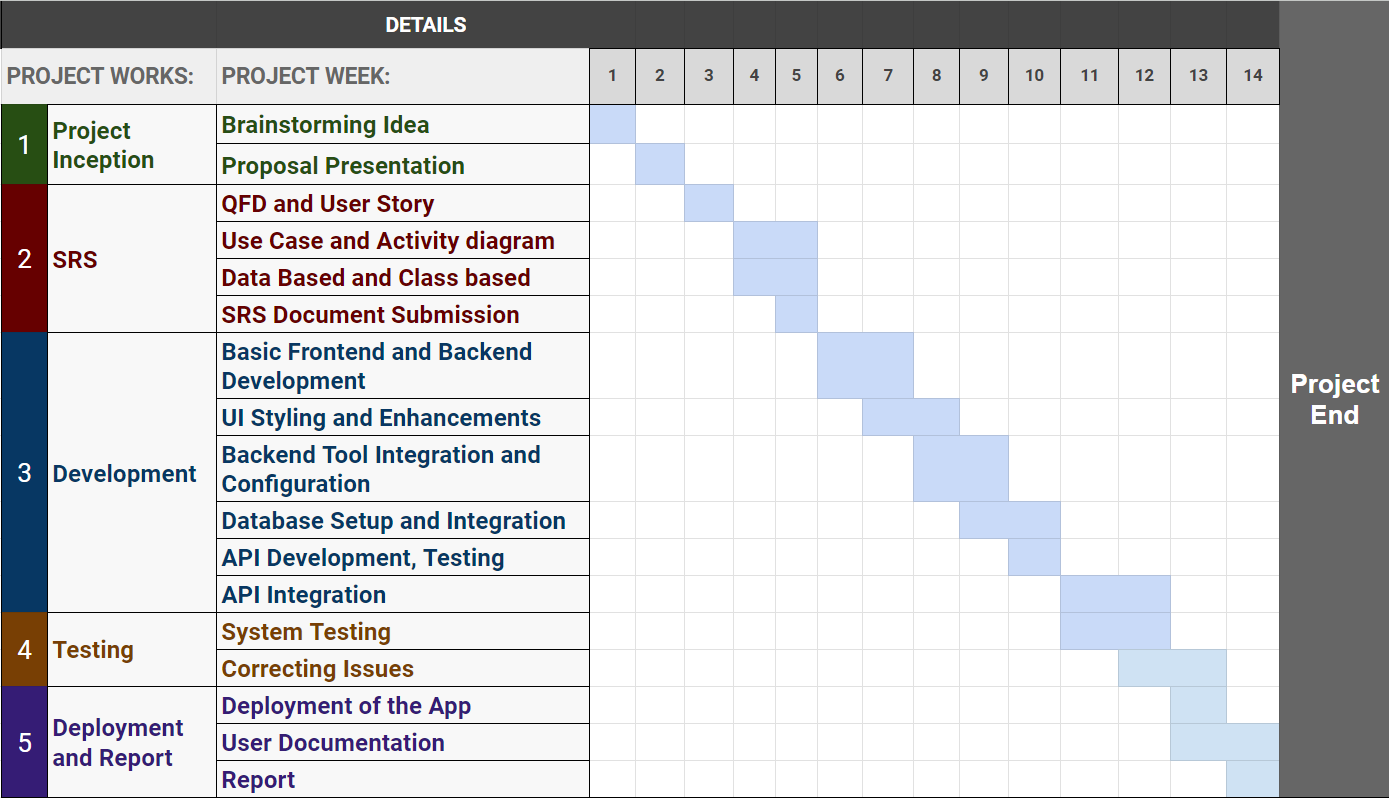 DETAILS
PROJECT WORKS: PROJECT WEEK: 1 2 3 4 5 6 7 8 9 10 11 12 13 14
1
Project
Inception
Brainstorming Idea
Proposal Presentation
2
SRS
QFD and User Story
Use Case and Activity diagram
Data Based and Class based
SRS Document Submission
3
Development
Basic Frontend and Backend
Development
UI Styling and Enhancements
Backend Tool Integration and
Configuration
Database Setup and Integration
API Development, Testing
API Integration
4
Testing
System Testing
Correcting Issues
5
Deployment
and Report
Deployment of the App
User Documentation
Report
Project
End